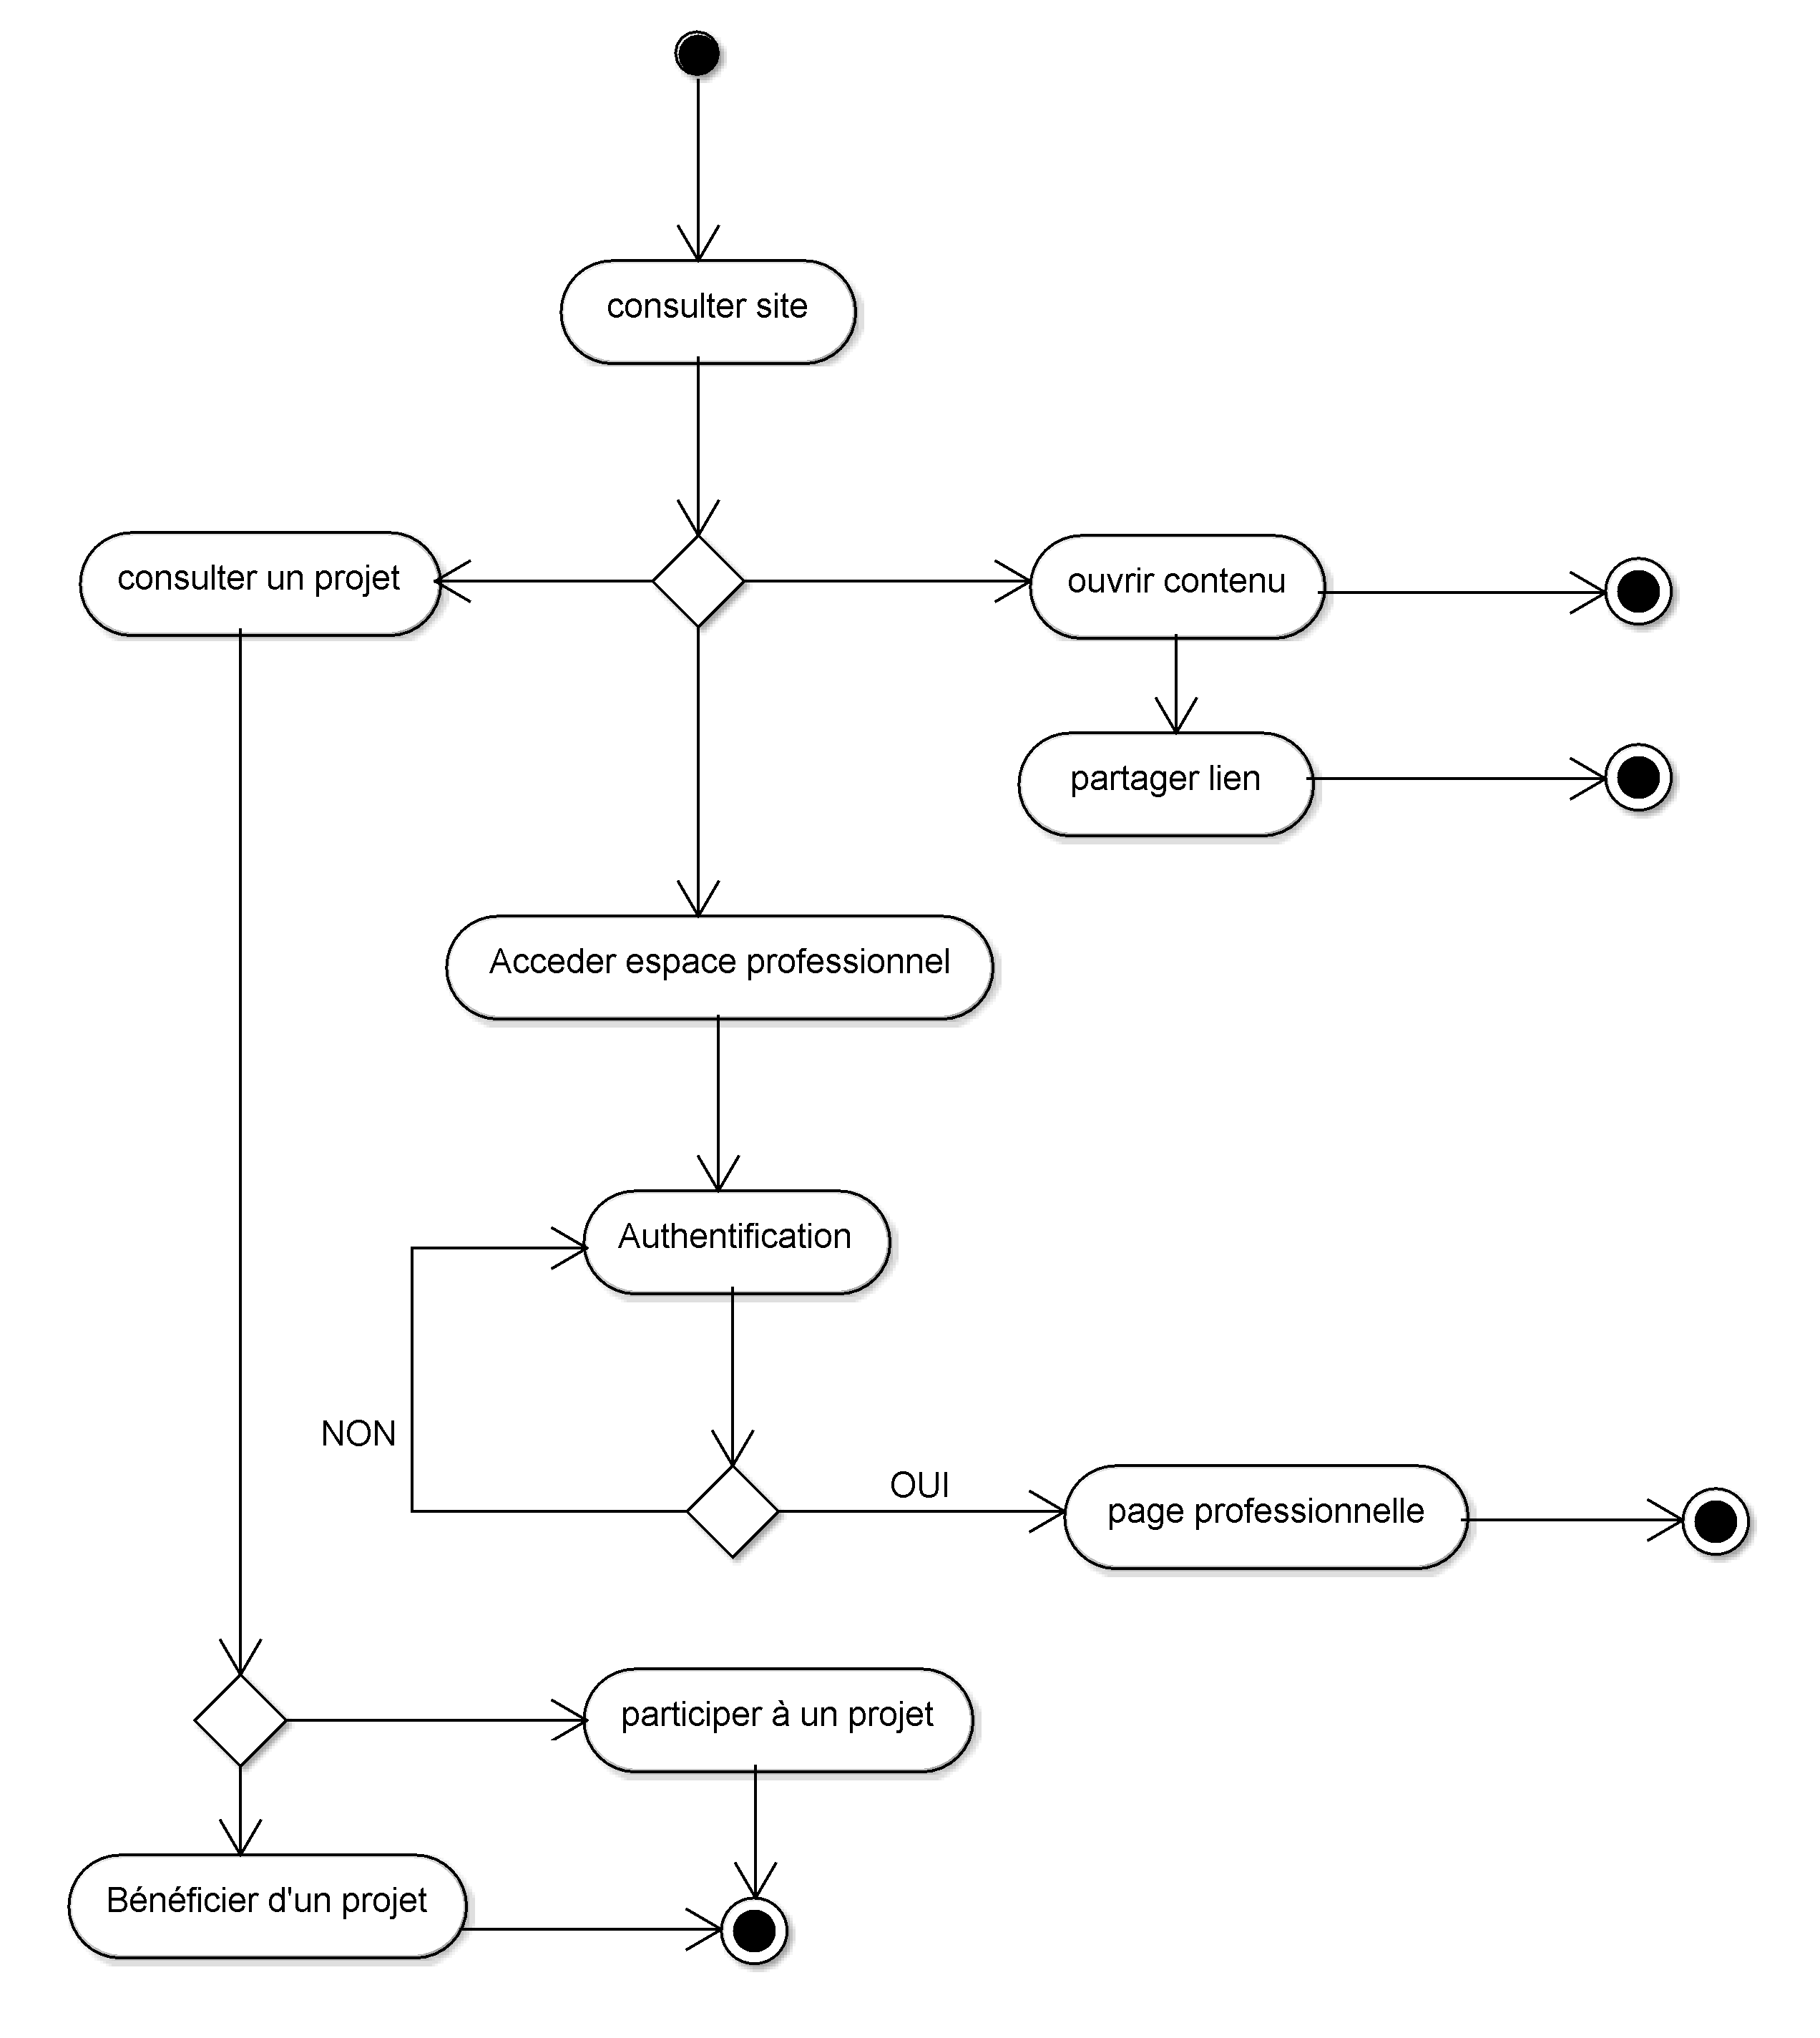 consulter site
consulter un projet
ouvrir contenu
partager lien
Acceder espace professionnel
Authentification
NON
OUI
page professionnelle
participer à un projet
Bénéficier d'un projet